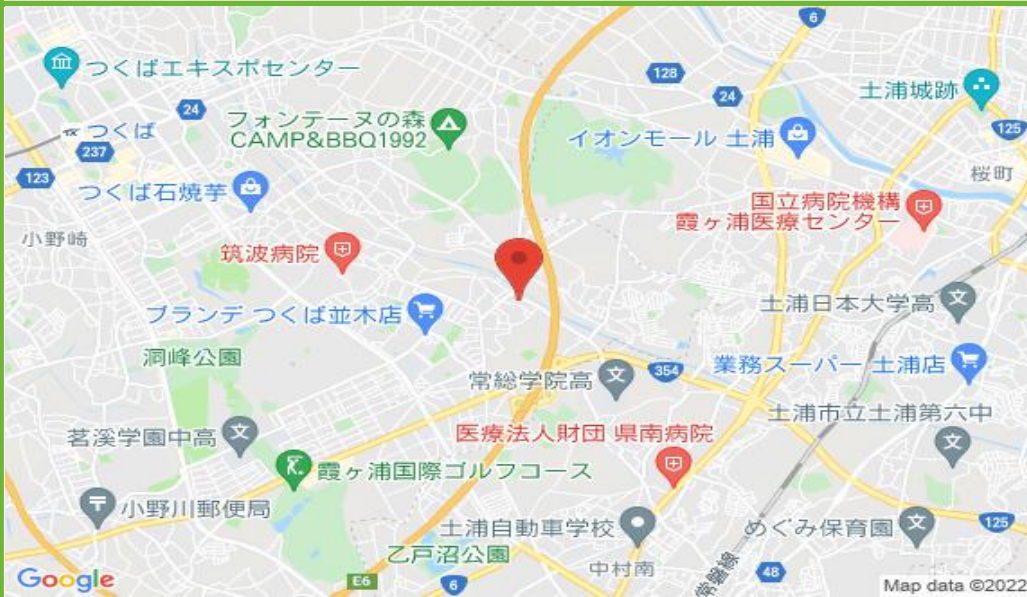 6
つくばエキスポセンター
128
土浦城跡
24
24
フォンテーヌの森
CAMP&BBQ1992
125
イオンモール 土浦
つくば
237
桜町
123
つくば石焼芋
国立病院機構
霞ヶ浦医療センター
小野崎
筑波病院
土浦日本大学高
ブランデ つくば並木店
洞峰公園
業務スーパー 土浦店
354
常総学院高
土浦市立土浦第六中
茗溪学園中高
医療法人財団 県南病院
霞ヶ浦国際ゴルフコース
小野川郵便局
土浦自動車学校
めぐみ保育園
125
乙戸沼公園
中村南
常磐線
48
Google
E6
6
Map data ©2022